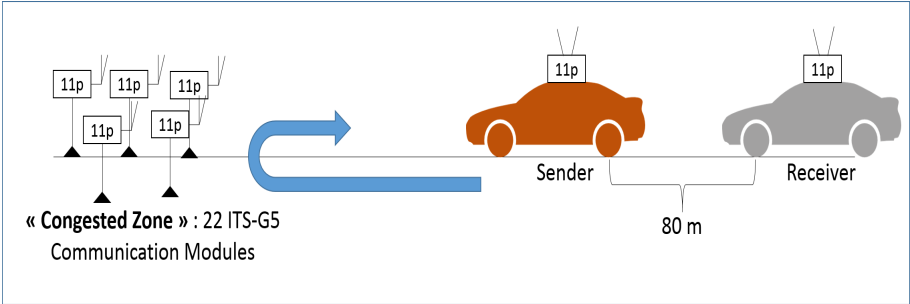 11p
11p
11p
11p
11p
11p
11p
Sender
Receiver
80 m
« Congested Zone » : 22 ITS-G5
Communication Modules